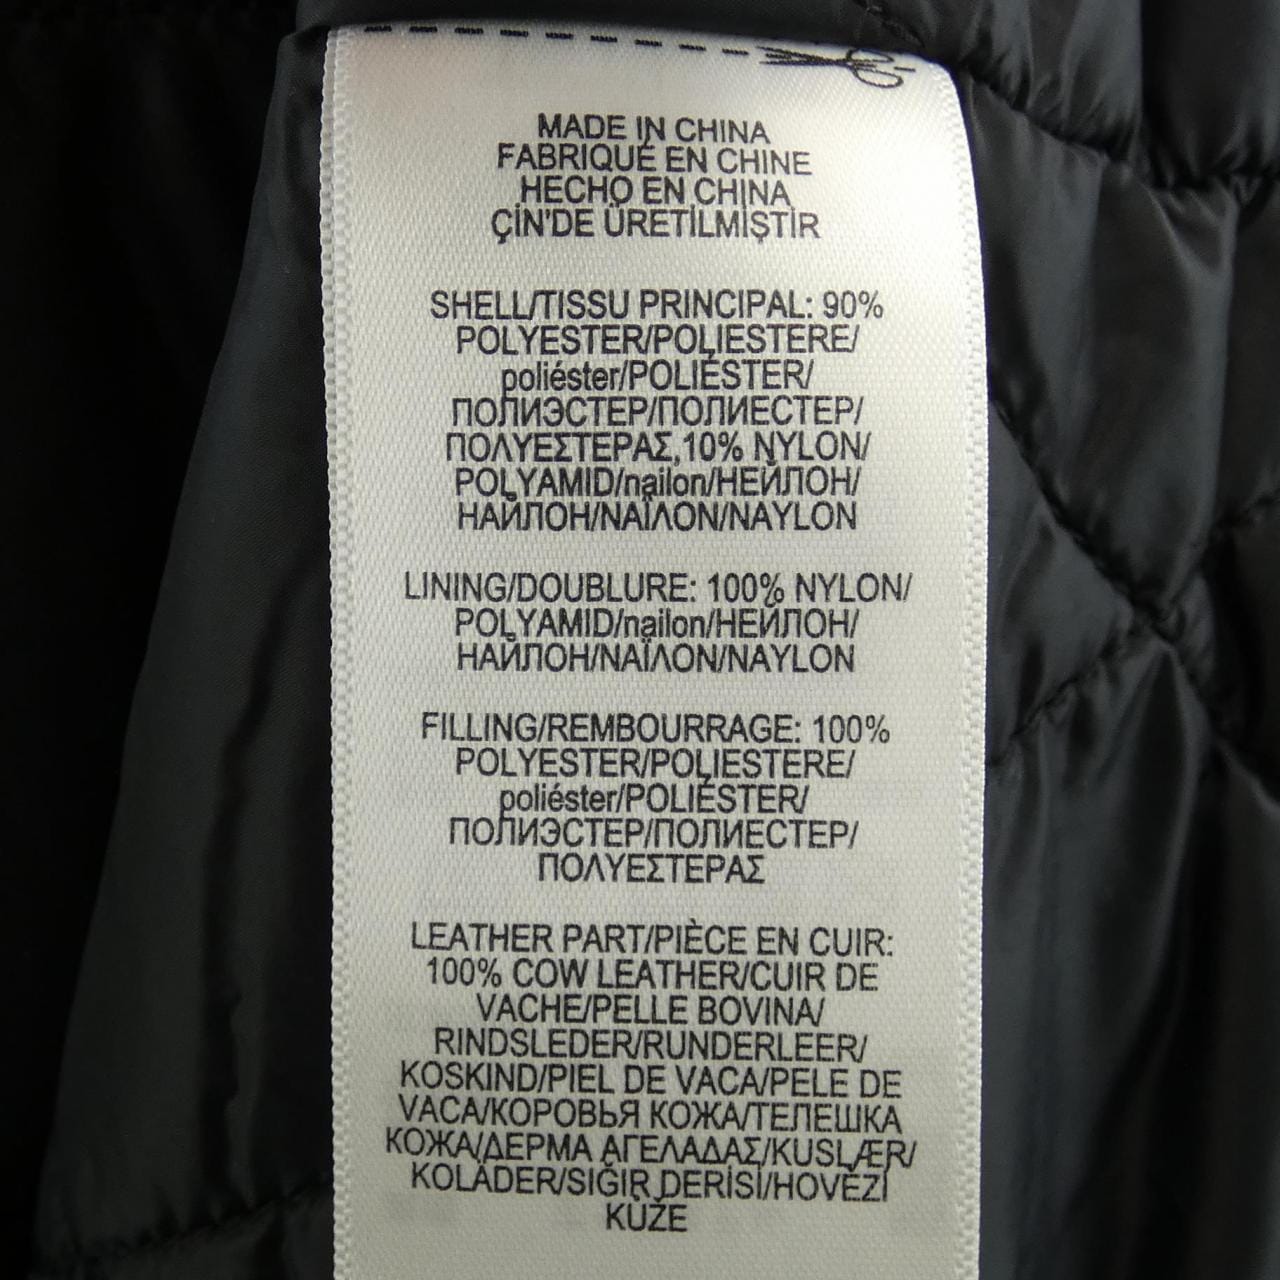 MADE IN CHINA
FABRIQUÉ EN CHINE
HECHO EN CHINA
ÇİN'DE ÜRETİLMİŞTİR
SHELL/TISSU PRINCIPAL: 90%
POLYESTER/POLIESTERE/
poliéster/POLIÉSTER/
ПОЛИЭСТЕР/ПОЛИЕСТЕР/
ΠΟΛΥΕΣΤΕΡΑΣ,10% NYLON/
POLYAMID/nailon/НЕЙЛОН/
НАЙЛОН/ΝΑΪΛΟΝ/NAYLON
LINING/DOUBLURE: 100% NYLON/
POLYAMID/nailon/НЕЙЛОН/
НАЙЛОН/ΝΑΪΛΟΝ/NAYLON
FILLING/REMBOURRAGE: 100%
POLYESTER/POLIESTERE/
poliéster/POLIÉSTER/
ПОЛИЭСТЕР/ПОЛИЕСТЕР/
ΠΟΛΥΕΣΤΕΡΑΣ
LEATHER PART/PIÈCE EN CUIR:
100% COW LEATHER/CUIR DE
VACHE/PELLE BOVINA/
RINDSLEDER/RUNDERLEER/
KOSKIND/PIEL DE VACA/PELE DE
VACA/КОРОВЬЯ КОЖА/ТЕЛЕШКА
КОЖА/ΔΕΡΜΑ ΑΓΕΛΑΔΑΣ/KUSLÆR/
KOLÄDER/SIĞIR DERİSİ/HOVĚZÍ
KŮŽE